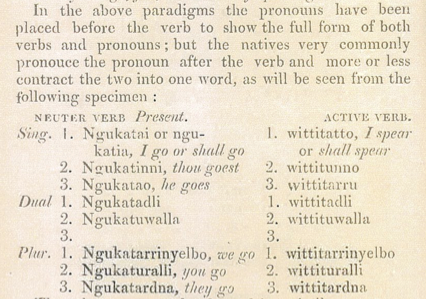 In the above paradigms the pronouns have been
placed before the verb to show the full form of both
verbs and pronouns; but the natives very commonly
pronouce the pronoun after the verb and more or less
contract the two into one word, as will be seen from the
following specimen :
NEUTER VERB Present. ACTIVE VERB.
Sing. 1. Ngukatai or ngu- 1. wittitatto, I spear
katia, I go or shall go or shall spear
2. Ngukatinni, thou goest 2. wittitunno
3. Ngukatao, he goes 3. wittitarru
Dual 1. Ngukatadli 1. wittitadli
2. Ngukatuwalla 2. wittituwalla
3. 3.
Plur. 1. Ngukatarrinyelbo, we go 1. wittitarrinyelbo
2. Ngukaturalli, you go 2. wittituralli
3. Ngukatardna, they go 3. wittitardna